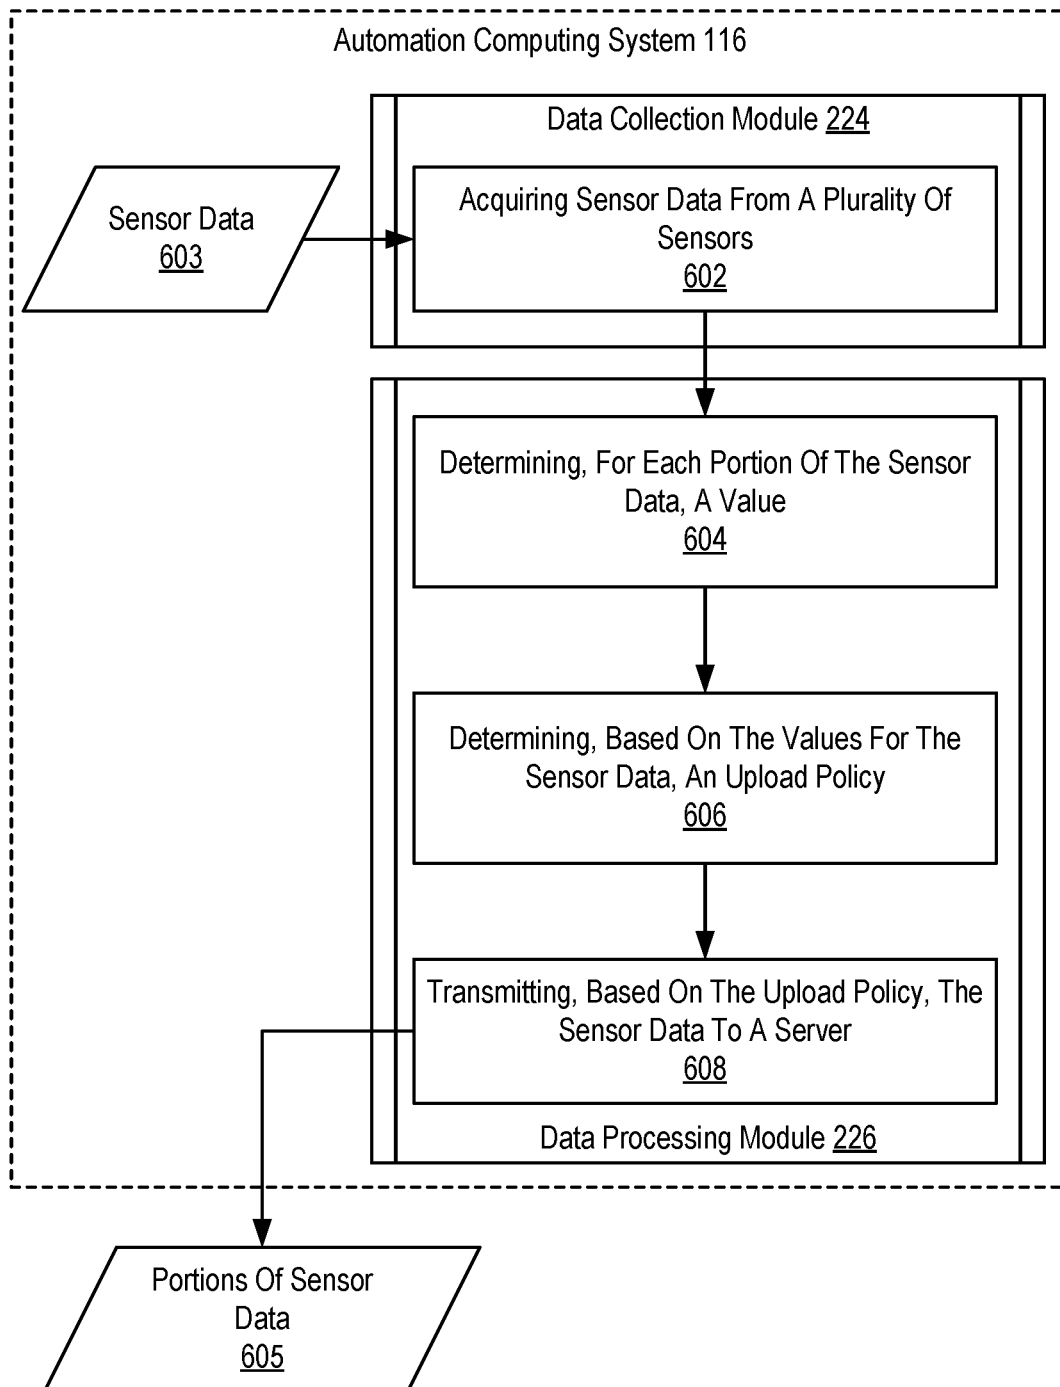 Automation Computing System 116
Data Collection Module 224
Sensor Data
603
Acquiring Sensor Data From A Plurality Of
Sensors
602
Determining, For Each Portion Of The Sensor
Data, A Value
604
Determining, Based On The Values For The
Sensor Data, An Upload Policy
606
Transmitting, Based On The Upload Policy, The
Sensor Data To A Server
608
Data Processing Module 226
Portions Of Sensor
Data
605